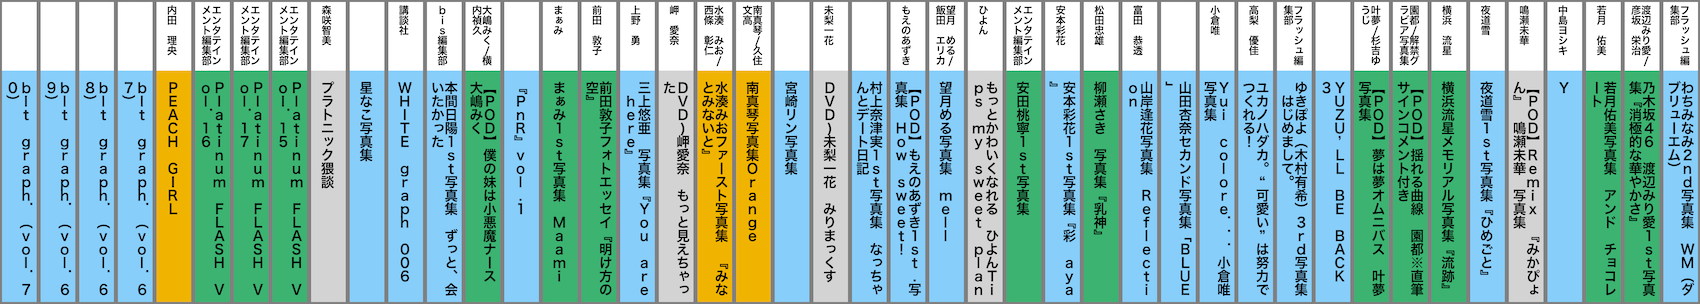 フラッシュ編
集部
わちみなみ2nd写真集 WM (ダ
ブリューエム)
渡辺みり愛/
彦坂 栄治
乃木坂46 渡辺みり愛1st写真
集『消極的な華やかさ』
若月 佑美
若月佑美写真集 アンド チョコレ
ート
中島ヨシキ
Y
鳴瀬未華
【POD】Remix 『みかぴょ
ん』 鳴瀬未華 写真集
夜道雪
夜道雪1st写真集『ひめごと』
横浜 流星
横浜流星メモリアル写真集『流跡』
園都/解禁グ
ラビア写真集
【POD】揺れる曲線 園都※直筆
サインコメント付き
叶夢/杉吉ゆ
うじ
【POD】夢は夢オムニバス 叶夢
写真集
YUZU'LL BE BACK
3
フラッシュ編
集部
ゆきぽよ(木村有希) 3rd写真集
はじめまして。
高梨 優佳
ユカノハダカ。“可愛い”は努力で
つくれる!
小倉唯
Yui colore.:.小倉唯
写真集
山田杏奈セカンド写真集「BLUE
」
富田 恭透
山岸逢花写真集 Reflecti
on
松田忠雄
柳瀬さき 写真集『乳神』
安本彩花
安本彩花1st写真集『彩 aya
』
エンタテイン
メント編集部
安田桃寧1st写真集
ひよん
もっとかわいくなれる ひよんTi
ps my sweet plan
望月 める/
飯田 エリカ
望月める写真集 mell
もえのあずき
【POD】もえのあずき1st.写
真集 How sweet!
村上奈津実1st写真集 なっちゃ
んとデート日記
未梨一花
DVD)未梨一花 みりまっくす
宮崎リン写真集
南真琴/久住
文高
南真琴写真集Orange
水湊 みお/
西條 彰仁
水湊みおファースト写真集 『みな
とみないと』
岬 愛奈
DVD)岬愛奈 もっと見えちゃっ
た
上野 勇
三上悠亜 写真集『You are
here』
前田 敦子
前田敦子フォトエッセイ『明け方の
空』
まぁみ
まぁみ1st写真集 Maami
『PnR』vol.1
大嶋みく/横
内禎久
【POD】僕の妹は小悪魔ナース
大嶋みく
bis編集部
本間日陽1st写真集 ずっと、会
いたかった
講談社
WHITE graph 006
星なこ写真集
森咲智美
プラトニック猥談
エンタテイン
メント編集部
Platinum FLASH V
ol.15
エンタテイン
メント編集部
Platinum FLASH V
ol.17
エンタテイン
メント編集部
Platinum FLASH V
ol.16
内田 理央
PEACH GIRL
blt graph. (vol.6
7)
blt graph. (vol.6
8)
blt graph. (vol.6
9)
blt graph. (vol.7
0)